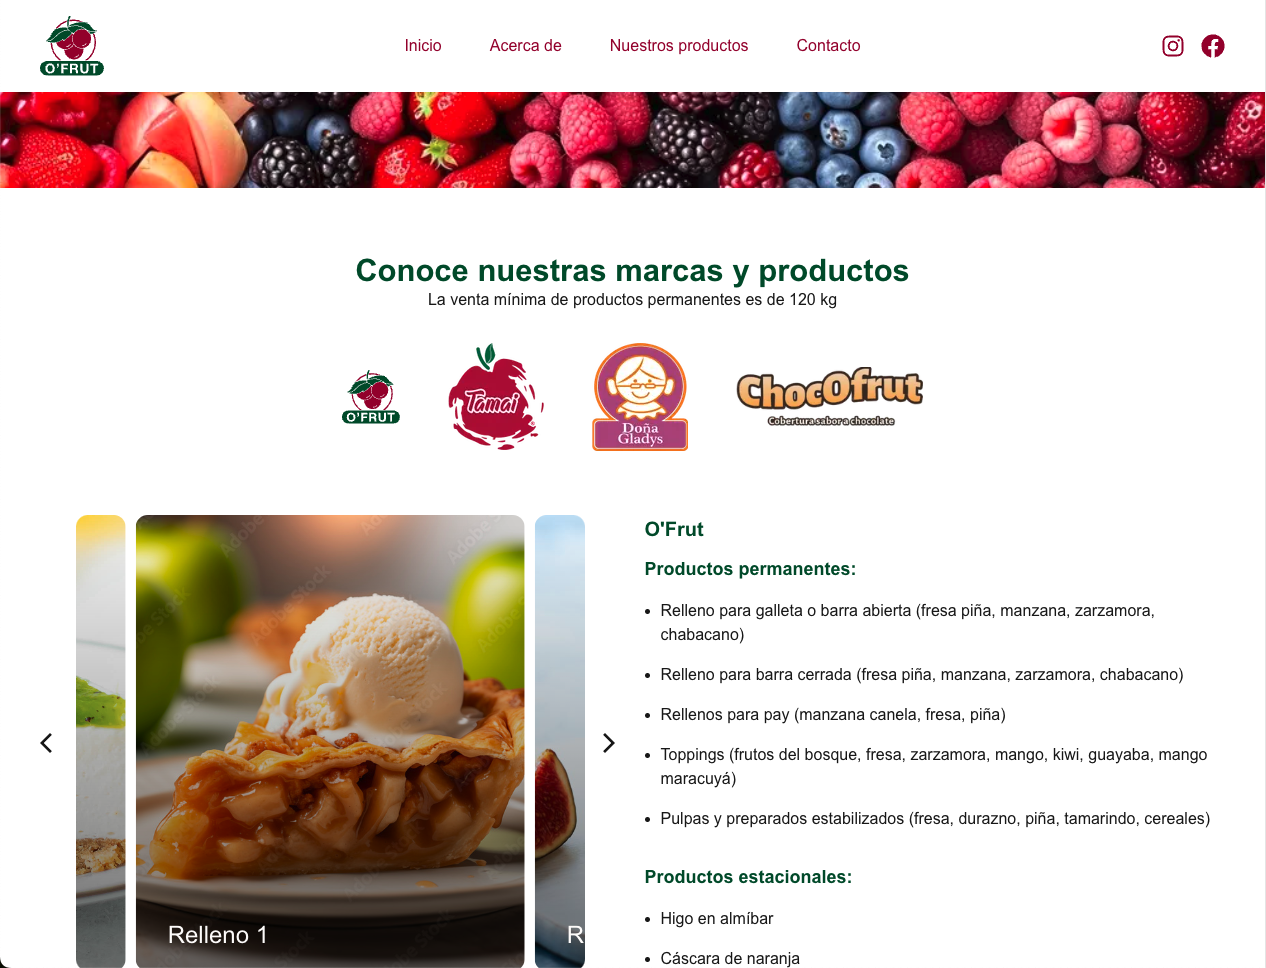 O'FRUT
Inicio
Acerca de
Nuestros productos
Contacto
Conoce nuestras marcas y productos
La venta mínima de productos permanentes es de 120 kg
O'FRUT
Tamai
Doña
Gladys
ChocOfrut
Cobertura sabor a chocolate
Adobe Stock
Relleno 1
R
O'Frut
Productos permanentes:
Relleno para galleta o barra abierta (fresa piña, manzana, zarzamora,
chabacano)
Relleno para barra cerrada (fresa piña, manzana, zarzamora, chabacano)
Rellenos para pay (manzana canela, fresa, piña)
Toppings (frutos del bosque, fresa, zarzamora, mango, kiwi, guayaba, mango
maracuyá)
Pulpas y preparados estabilizados (fresa, durazno, piña, tamarindo, cereales)
Productos estacionales:
Higo en almíbar
Cáscara de naranja